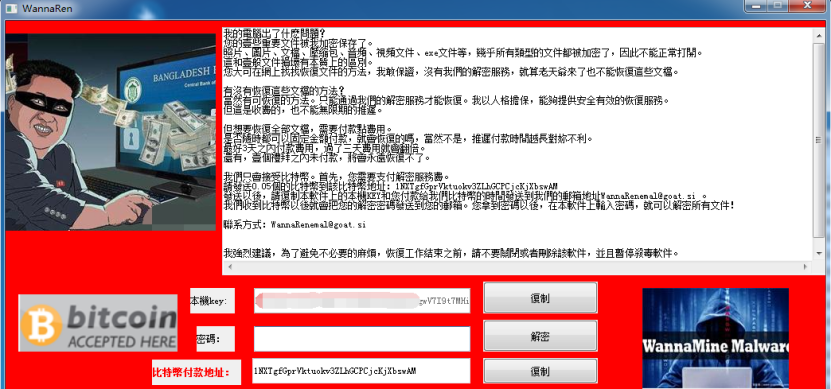 WannaRen
BANGLADESH
Central Bank of
我的電腦出了什麽問題?
您的壹些重要文件被我加密保存了。
照片、圖片、文檔、壓縮包、音頻、視頻文件、exe文件等,幾乎所有類型的文件都被加密了,因此不能正常打開。
這和壹般文件損壞有本質上的區別。
您大可在網上找找恢復文件的方法,我敢保證,沒有我們的解密服務,就算老天爺來了也不能恢復這些文檔。
有沒有恢復這些文檔的方法?
當然有可恢復的方法。只能通過我們的解密服務才能恢復。我以人格擔保,能夠提供安全有效的恢復服務。
但這是收費的,也不能無限期的推遲。
但想要恢復全部文檔,需要付款點費用。
是否隨時都可以固定金額付款,就會恢復的嗎,當然不是,推遲付款時間越長對妳不利。
最好3天之內付款費用,過了三天費用就會翻倍。
還有,壹個禮拜之內未付款,將會永遠恢復不了。
我們只會接受比特幣。首先,您需要支付解密服務費。
請發送0.05個的比特幣到該比特幣地址: 1NXTgfGprVktuokv3ZLhGCPCjcKjXbswAM
發送以後,請復制本軟件上的本機KEY和您付款給我們比特幣的時間發送到我們的郵箱地址WannaRenemal@goat.si 。
我們收到比特幣以後就會把您的解密密碼發送到您的郵箱。您拿到密碼以後,在本軟件上輸入密碼,就可以解密所有文件!
聯系方式: WannaRenemal@goat.si
我強烈建議,為了避免不必要的麻煩,恢復工作結束之前,請不要關閉或者刪除該軟件,並且暫停殺毒軟件。
bitcoin
ACCEPTED HERE
本機key:
gwV7I9t7MHi
復制
密碼:
解密
比特幣付款地址:
1NXTgfGprVktuokv3ZLhGCPCjcKjXbswAM
復制
WannaMine Malware